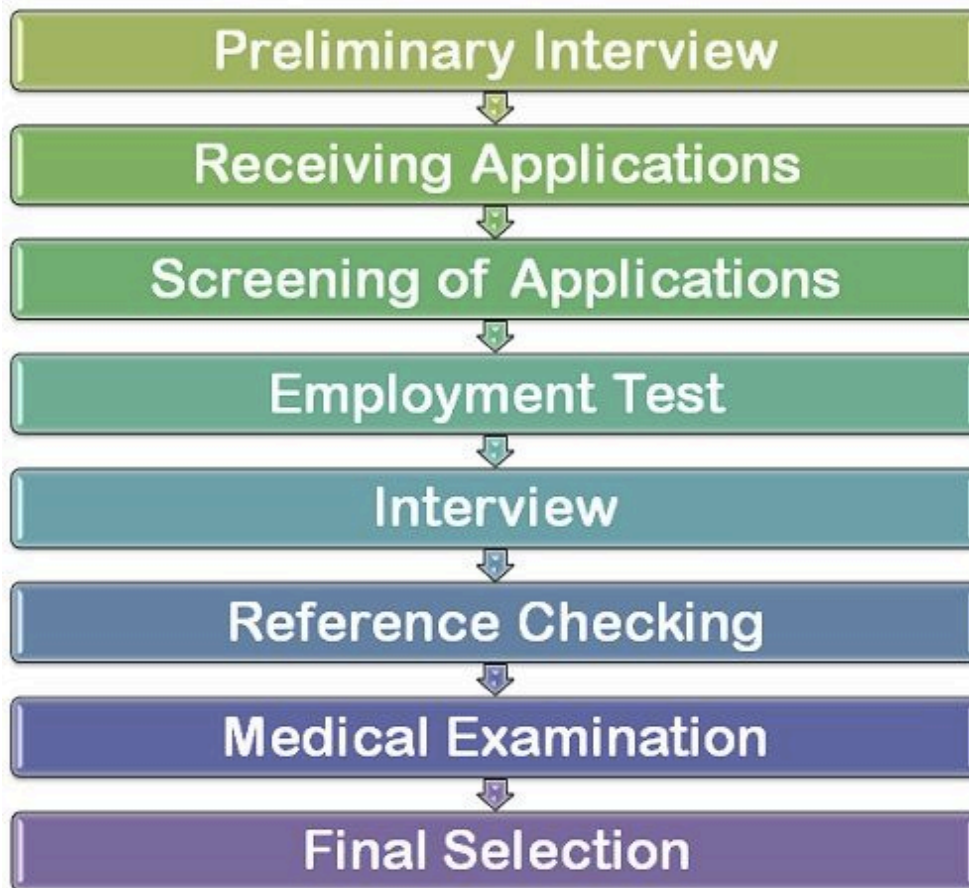 Preliminary Interview
Receiving Applications
Screening of Applications
Employment Test
Interview
Reference Checking
Medical Examination
Final Selection